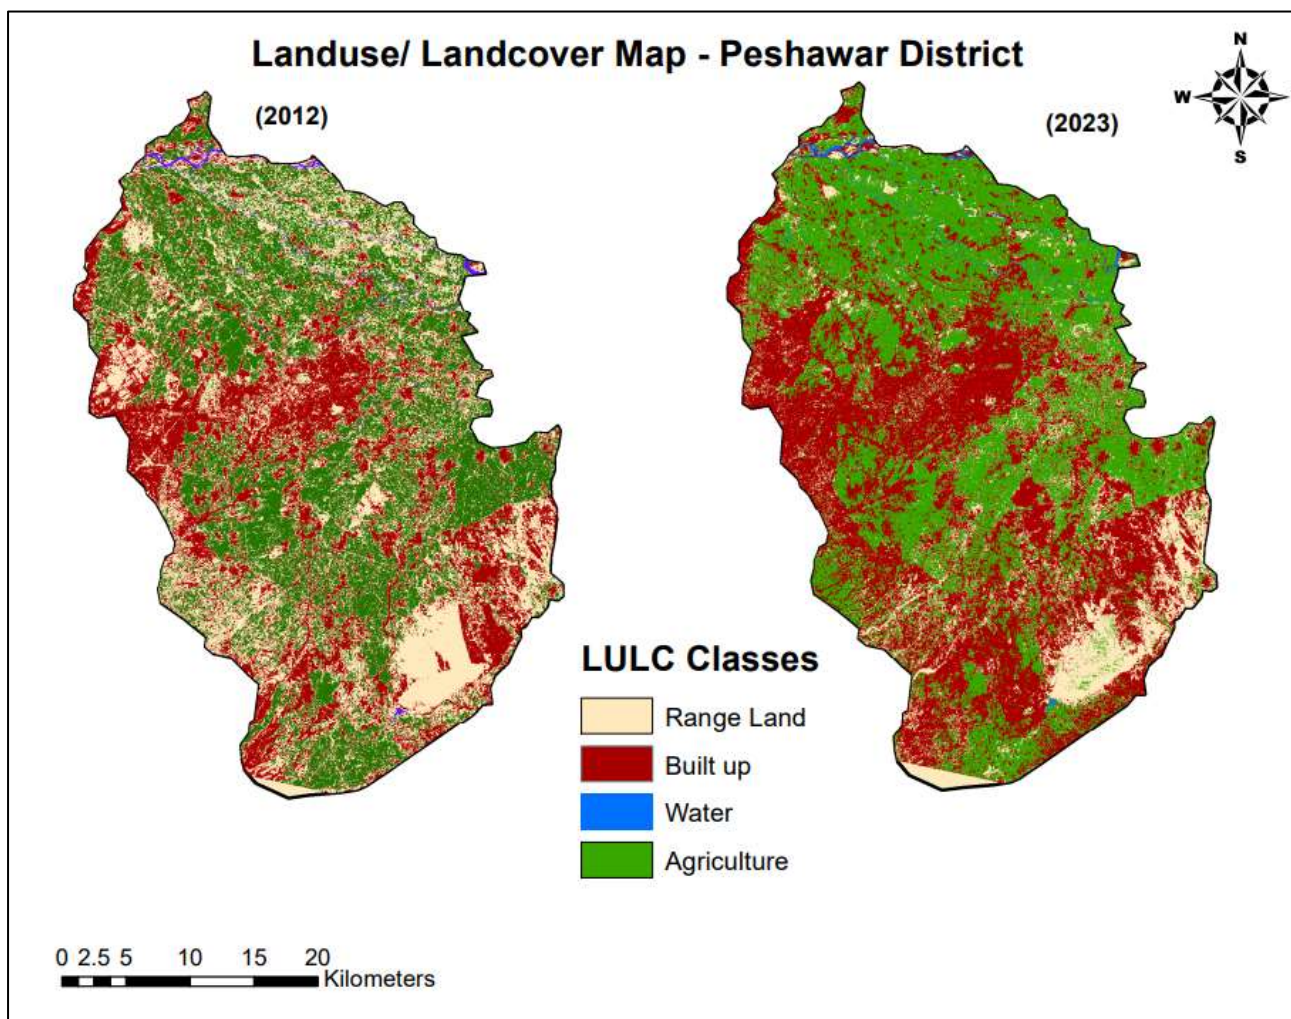 Landuse/ Landcover Map - Peshawar District
(2012)
(2023)
N
W
S
LULC Classes
Range Land
Built up
Water
Agriculture
0 2.5 5 10 15 20
Kilometers